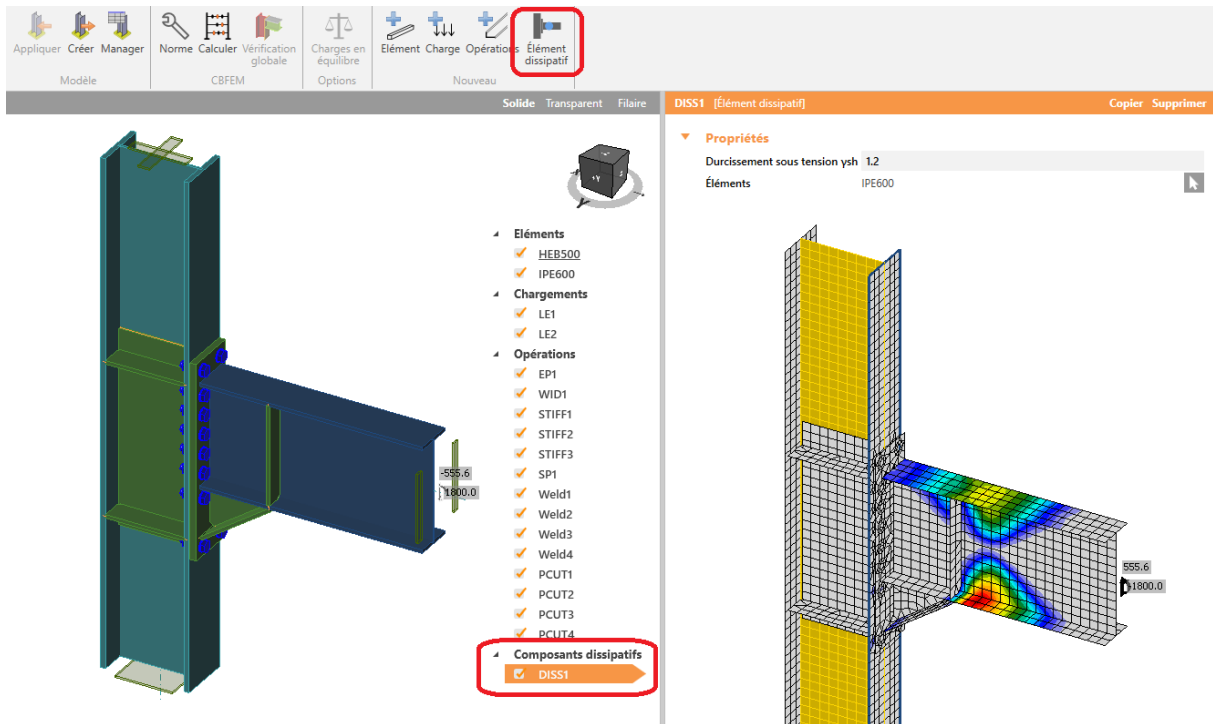 Appliquer Créer Manager
Modèle
Norme Calculer Vérification globale
CBFEM
Charges en équilibre
Options
Elément Charge Opérations Élément dissipatif
Nouveau
Solide Transparent Filaire
DISS1 [Élément dissipatif] Copier Supprimer
Propriétés
Durcissement sous tension γsh 1.2
Éléments IPE600
+Y
Y
Eléments
HEB500
IPE600
Chargements
LE1
LE2
Opérations
EP1
WID1
STIFF1
STIFF2
STIFF3
SP1
Weld1
Weld2
Weld3
Weld4
PCUT1
PCUT2
PCUT3
PCUT4
Composants dissipatifs
DISS1
-555.6
1800.0
555.6
-1800.0